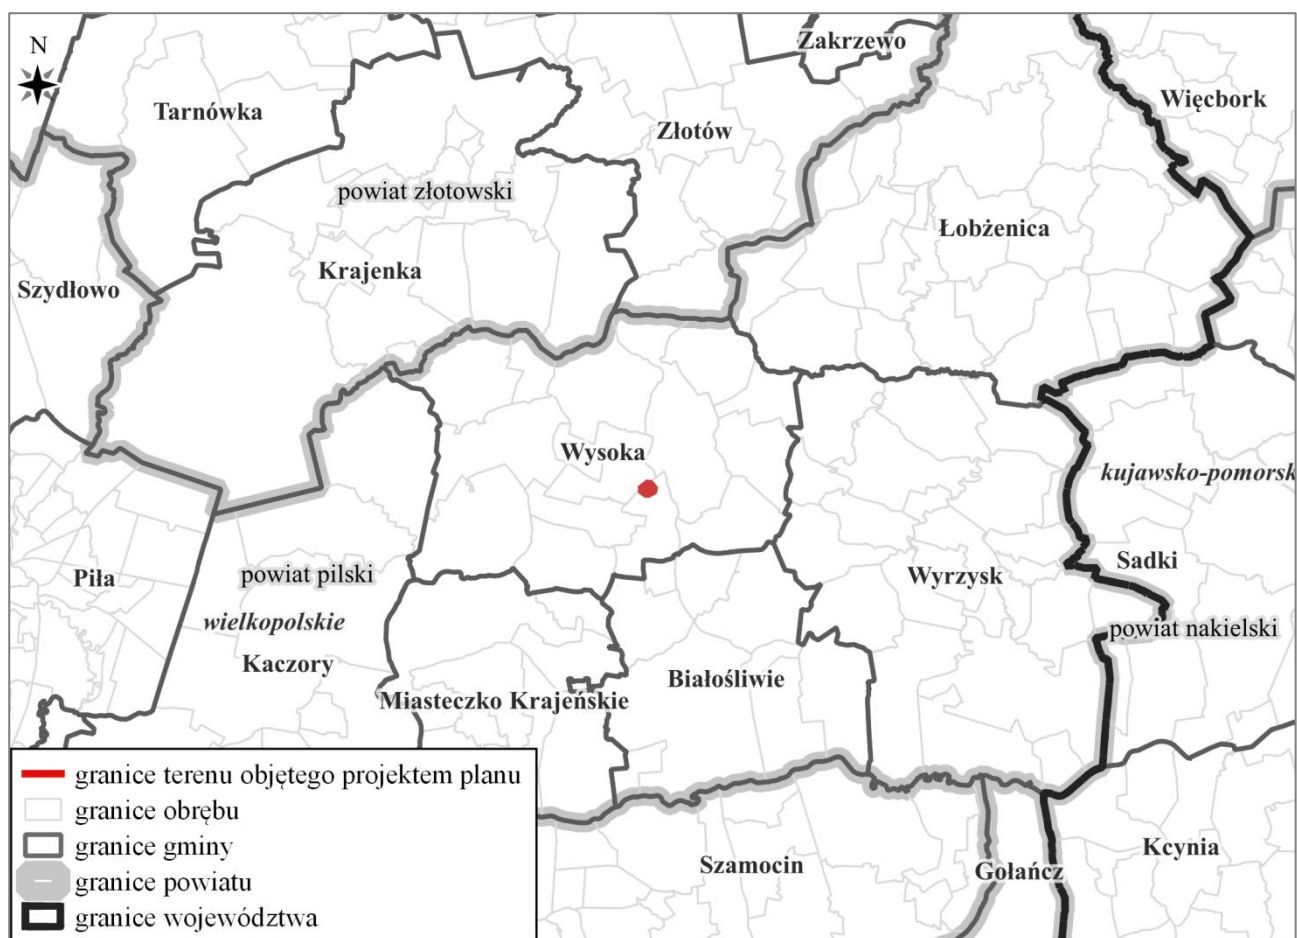 N
Zakrzewo
Tarnówka
Więcbork
Złotów
powiat złotowski
Łobżenica
Krajenka
Szydłowo
Wysoka
kujawsko-pomorsk
Sadki
Piła
powiat pilski
Wyrzysk
wielkopolskie
powiat nakielski
Kaczory
Białośliwie
Miasteczko Krajeńskie
granice terenu objętego projektem planu
granice obrębu
granice gminy
granice powiatu
granice województwa
Szamocin
Gołańcz
Kcynia